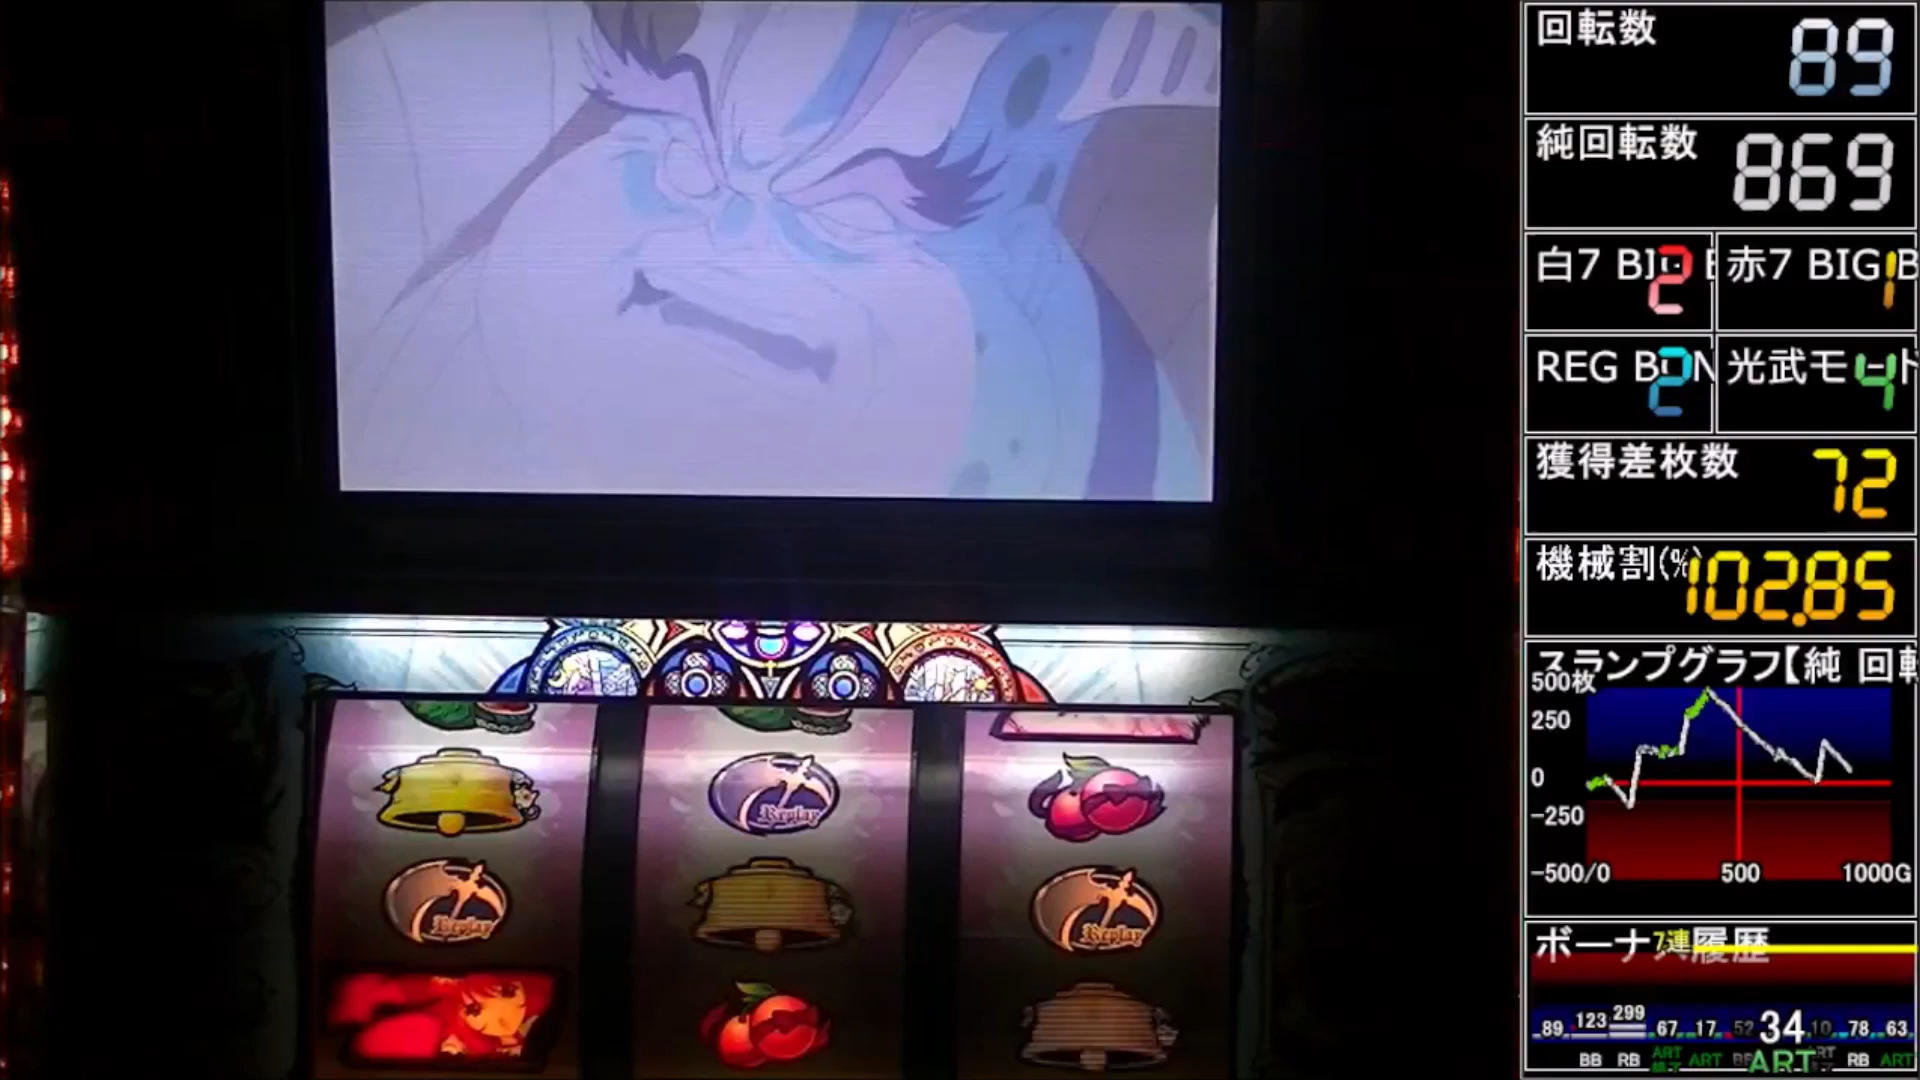 回転数
89
純回転数
869
白7 BIG
2
赤7 BIG B
1
REG BON
2
光武モード
4
獲得差枚数
72
機械割(%)
102.85
スランプグラフ【純 回転
500枚
250
0
-250
-500/0 500 1000G
ボーナス履歴
7連
89 123 299 67 17 52 34 10 78 63
BB RB ART ART BB ART RB ART
Replay
Replay Replay